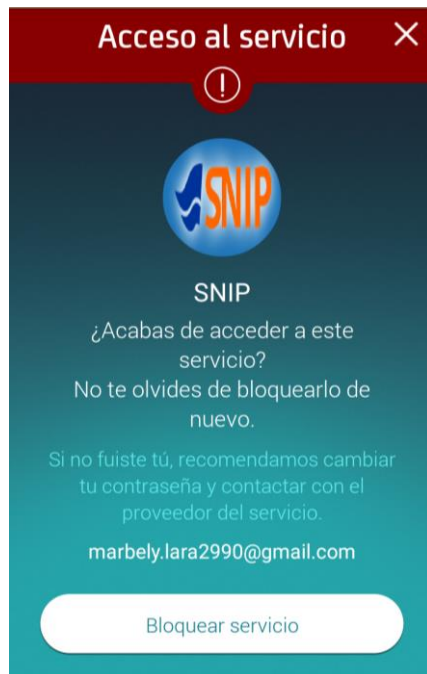 Acceso al servicio
SNIP
SNIP
¿Acabas de acceder a este
servicio?
No te olvides de bloquearlo de
nuevo.
Si no fuiste tú, recomendamos cambiar
tu contraseña y contactar con el
proveedor del servicio.
marbely.lara2990@gmail.com
Bloquear servicio